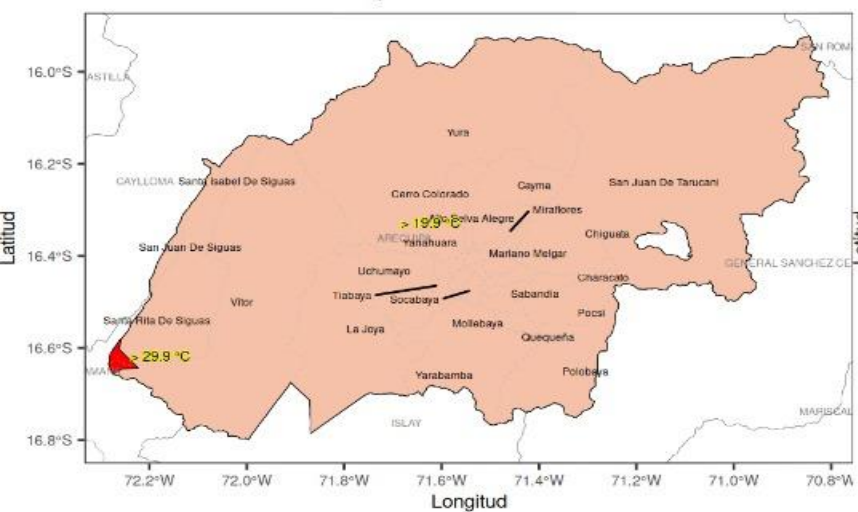 16.0°S
16.2°S
16.4°S
16.6°S
16.8°S
Latitud
SAN ROM
ASTILLA
Yura
CAYLLOMA
Santa Isabel De Siguas
Cerro Colorado
Cayma
San Juan De Tarucani
Miraflores
Alto Selva Alegre
> 19.9 °C
AREQUIPA
Yanahuara
Chiguata
San Juan De Siguas
Mariano Melgar
GENERAL SANCHEZ CE
Uchumayo
Characato
Tiabaya
Socabaya
Sabandia
Vitor
Pocsi
Santa Rita De Siguas
La Joya
Mollebaya
Quequeña
> 29.9 °C
Yarabamba
Polobaya
ISLAY
MARISCAL
72.2°W
72.0°W
71.8°W
71.6°W
71.4°W
71.2°W
71.0°W
70.8°W
Longitud